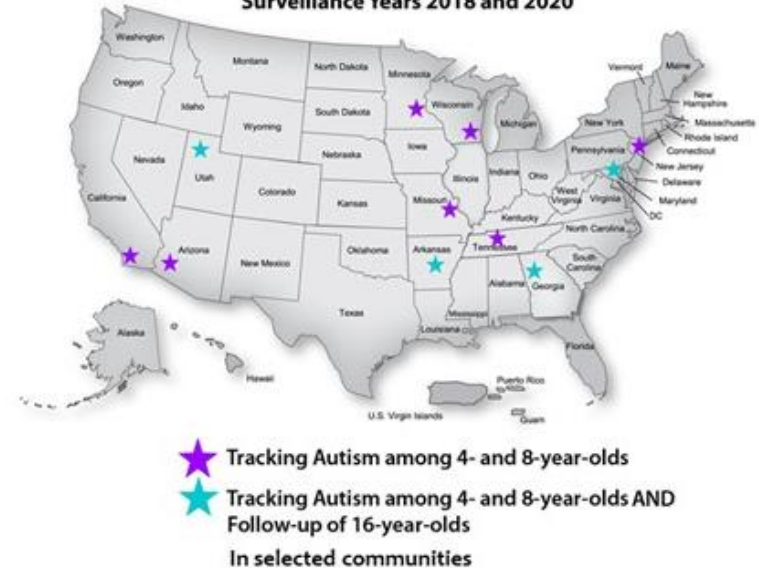 Surveillance Years 2018 and 2020
Washington
Montana
North Dakota
Minnesota
Vermont
Maine
Oregon
Idaho
South Dakota
Wisconsin
Michigan
New York
New
Hampshire
Massachusetts
Rhode Island
Connecticut
Wyoming
Nebraska
Iowa
Pennsylvania
New Jersey
Nevada
Utah
Colorado
Illinois
Indiana
Ohio
Delaware
Maryland
DC
California
Kansas
Missouri
West
Virginia
Virginia
Kentucky
Arizona
New Mexico
Oklahoma
Arkansas
Tennessee
North Carolina
South
Carolina
Texas
Mississippi
Alabama
Georgia
Louisiana
Florida
Alaska
Hawaii
Puerto Rico
U.S. Virgin Islands
Guam
Tracking Autism among 4- and 8-year-olds
Tracking Autism among 4- and 8-year-olds AND
Follow-up of 16-year-olds
In selected communities